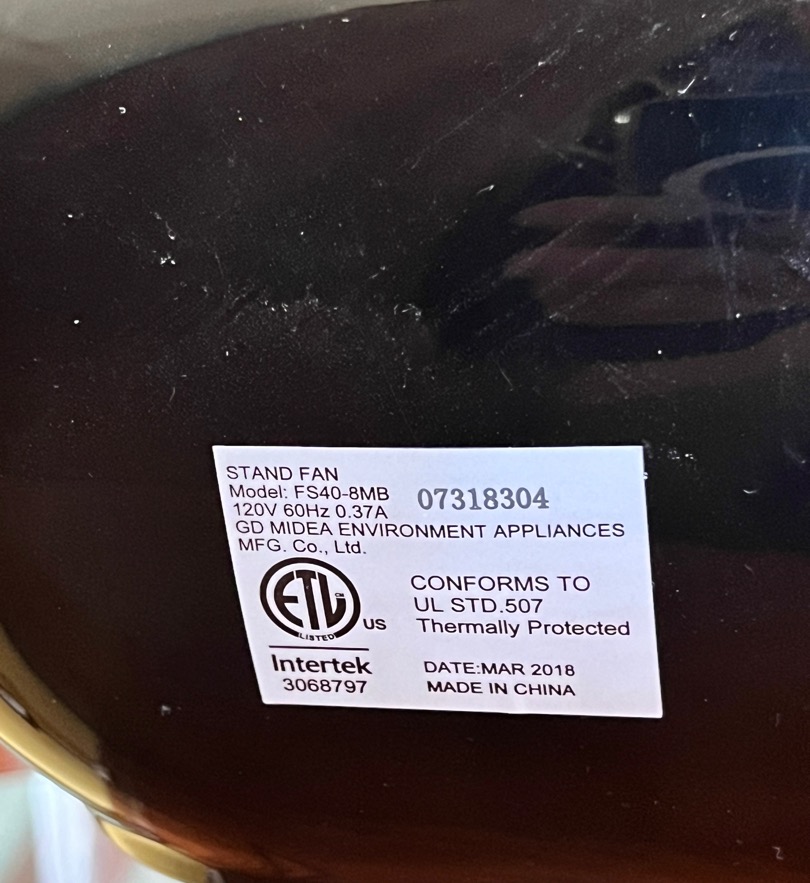 STAND FAN
Model: FS40-8MB 07318304
120V 60Hz 0.37A
GD MIDEA ENVIRONMENT APPLIANCES
MFG. Co., Ltd.
ETL CM
LISTED
US
CONFORMS TO
UL STD.507
Thermally Protected
Intertek
3068797
DATE:MAR 2018
MADE IN CHINA